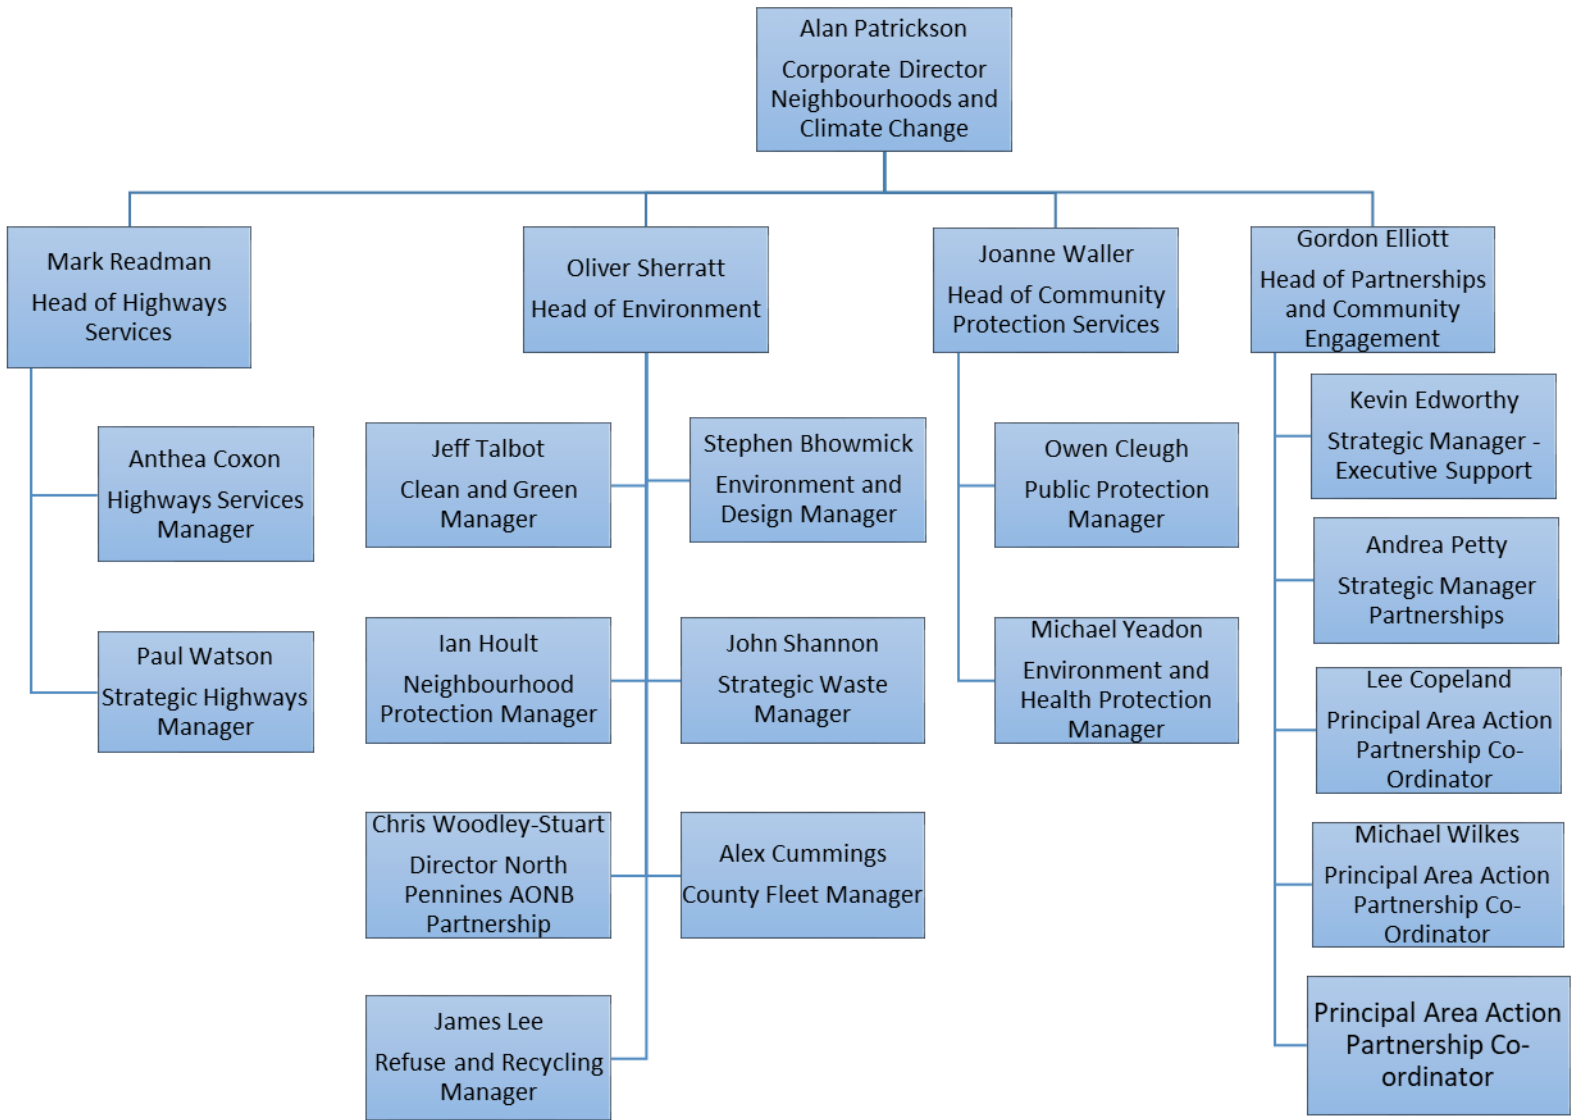 Alan Patrickson
Corporate Director
Neighbourhoods and
Climate Change
Mark Readman
Head of Highways
Services
Oliver Sherratt
Head of Environment
Joanne Waller
Head of Community
Protection Services
Gordon Elliott
Head of Partnerships
and Community
Engagement
Anthea Coxon
Highways Services
Manager
Paul Watson
Strategic Highways
Manager
Jeff Talbot
Clean and Green
Manager
Stephen Bhowmick
Environment and
Design Manager
Ian Hoult
Neighbourhood
Protection Manager
John Shannon
Strategic Waste
Manager
Chris Woodley-Stuart
Director North
Pennines AONB
Partnership
Alex Cummings
County Fleet Manager
James Lee
Refuse and Recycling
Manager
Owen Cleugh
Public Protection
Manager
Michael Yeadon
Environment and
Health Protection
Manager
Kevin Edworthy
Strategic Manager -
Executive Support
Andrea Petty
Strategic Manager
Partnerships
Lee Copeland
Principal Area Action
Partnership Co-
Ordinator
Michael Wilkes
Principal Area Action
Partnership Co-
Ordinator
Principal Area Action
Partnership Co-
ordinator